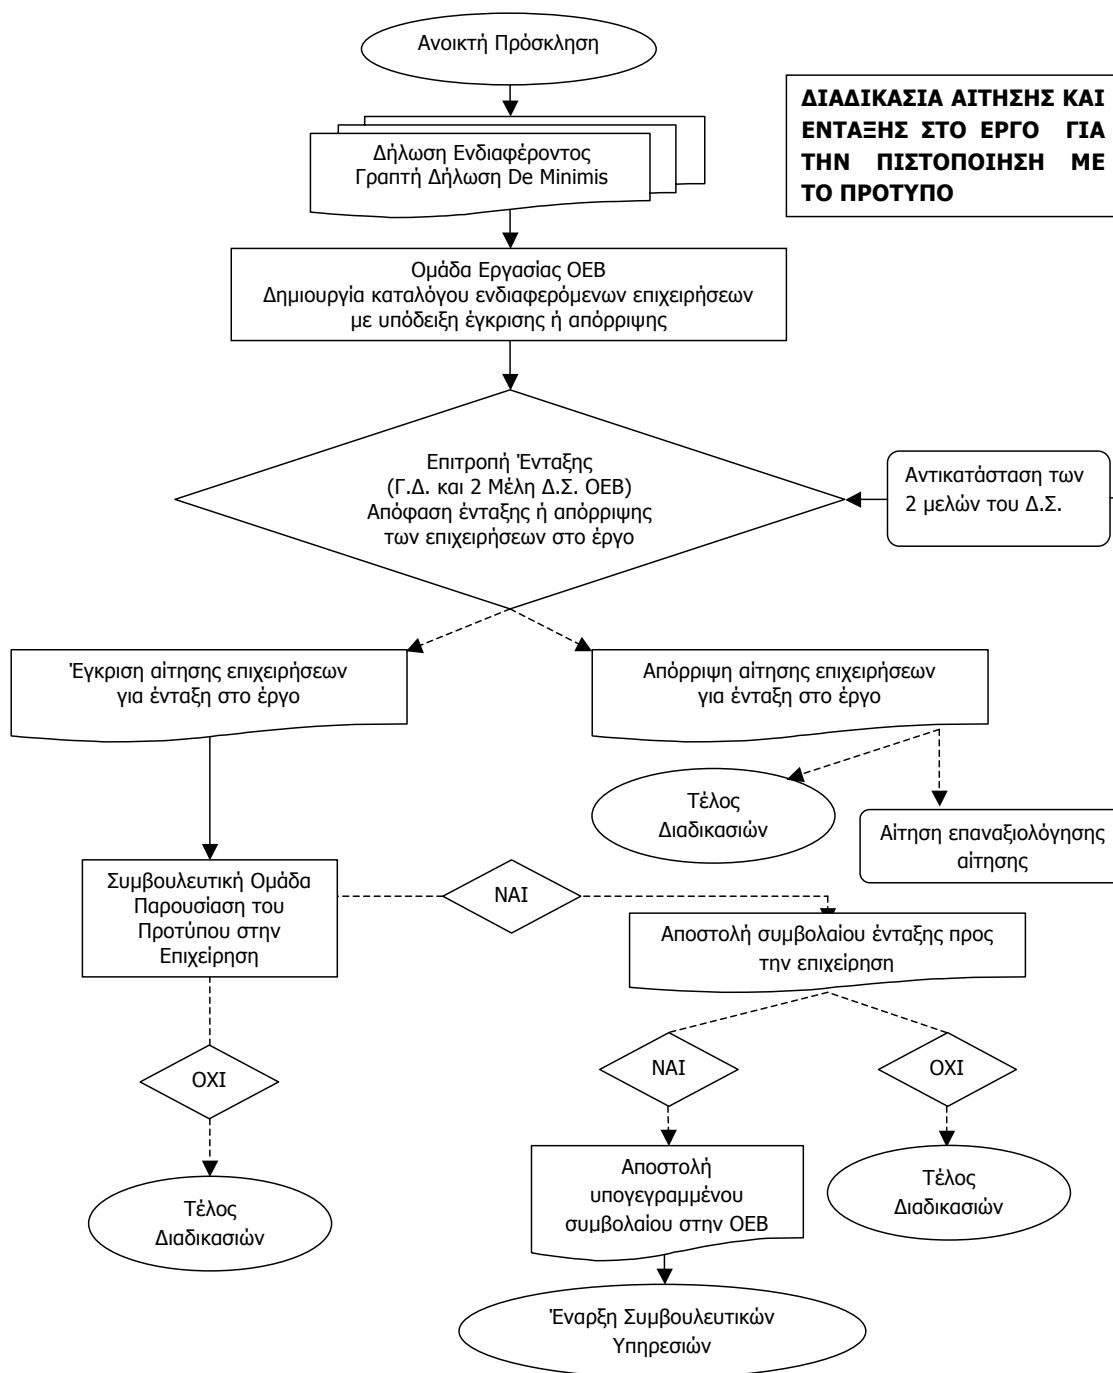 Ανοικτή Πρόσκληση
ΔΙΑΔΙΚΑΣΙΑ ΑΙΤΗΣΗΣ ΚΑΙ
ΕΝΤΑΞΗΣ ΣΤΟ ΕΡΓΟ ΓΙΑ
ΤΗΝ ΠΙΣΤΟΠΟΙΗΣΗ ΜΕ
ΤΟ ΠΡΟΤΥΠΟ
Δήλωση Ενδιαφέροντος
Γραπτή Δήλωση De Minimis
Ομάδα Εργασίας ΟΕΒ
Δημιουργία καταλόγου ενδιαφερόμενων επιχειρήσεων
με υπόδειξη έγκρισης ή απόρριψης
Επιτροπή Ένταξης
(Γ.Δ. και 2 Μέλη Δ.Σ. ΟΕΒ)
Απόφαση ένταξης ή απόρριψης
των επιχειρήσεων στο έργο
Αντικατάσταση των
2 μελών του Δ.Σ.
Έγκριση αίτησης επιχειρήσεων
για ένταξη στο έργο
Απόρριψη αίτησης επιχειρήσεων
για ένταξη στο έργο
Τέλος
Διαδικασιών
Αίτηση επαναξιολόγησης
αίτησης
Συμβουλευτική Ομάδα
Παρουσίαση του
Προτύπου στην
Επιχείρηση
ΝΑΙ
Αποστολή συμβολαίου ένταξης προς
την επιχείρηση
ΟΧΙ
ΝΑΙ
ΟΧΙ
Τέλος
Διαδικασιών
Αποστολή
υπογεγραμμένου
συμβολαίου στην ΟΕΒ
Τέλος
Διαδικασιών
Έναρξη Συμβουλευτικών
Υπηρεσιών